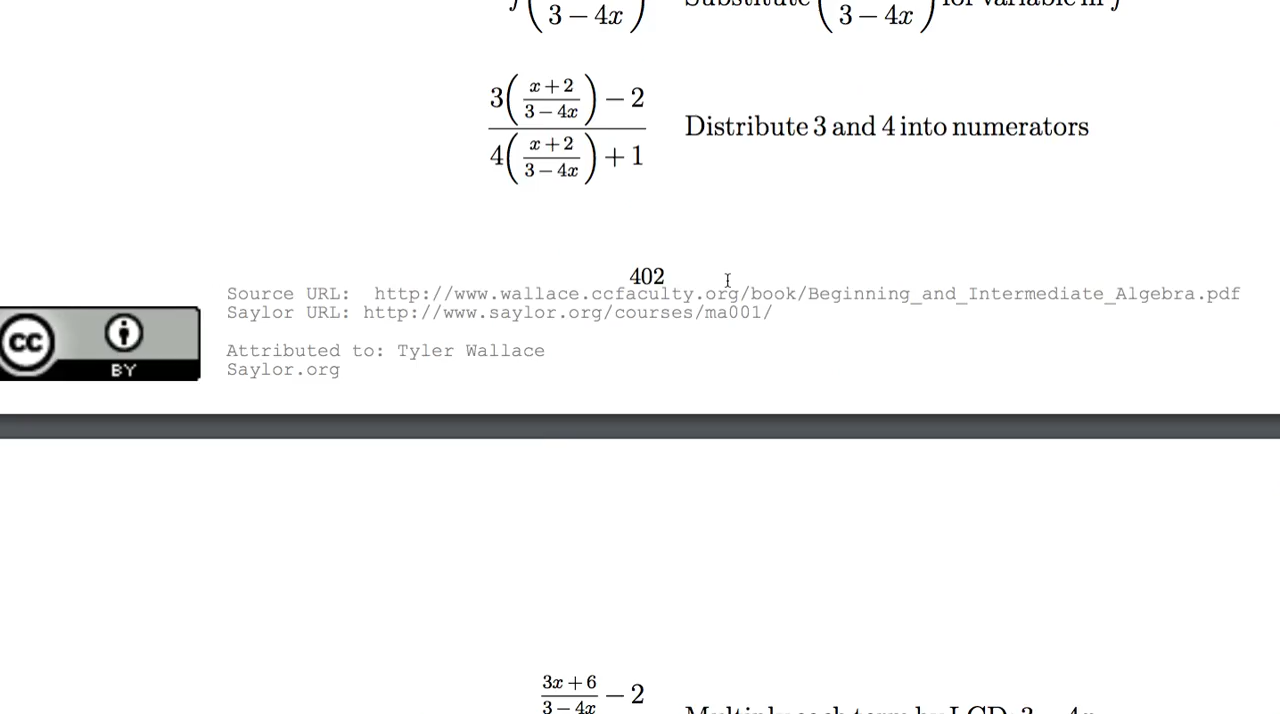 3 − 4x 3 − 4x
3(x + 2 / 3 − 4x) − 2
4(x + 2 / 3 − 4x) + 1
Distribute 3 and 4 into numerators
402
Source URL: http://www.wallace.ccfaculty.org/book/Beginning_and_Intermediate_Algebra.pdf
Saylor URL: http://www.saylor.org/courses/ma001/
Attributed to: Tyler Wallace
Saylor.org
cc
BY
3x + 6 / 3 − 4x − 2